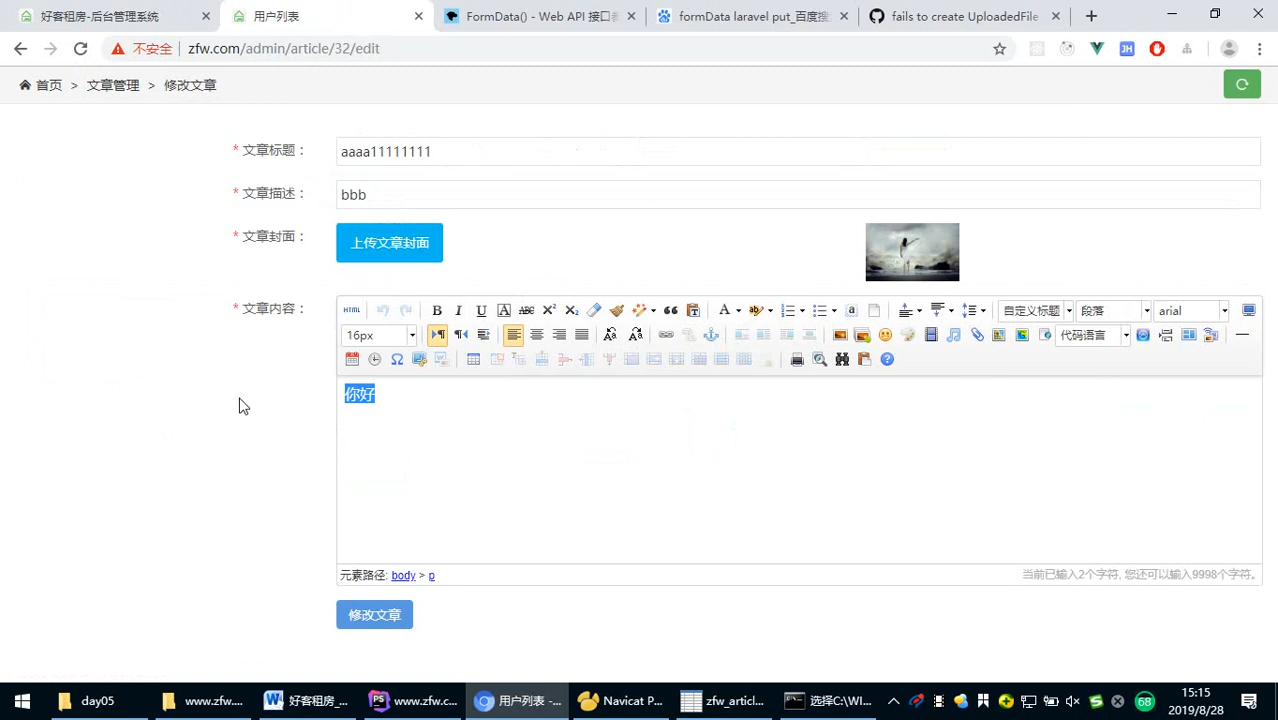 好客租房-后台管理系统
用户列表
FormData() - Web API 接口
formData laravel put_百度搜
fails to create UploadedFile
不安全 zfw.com/admin/article/32/edit
首页 > 文章管理 > 修改文章
* 文章标题： aaaa11111111
* 文章描述： bbb
* 文章封面： 上传文章封面
* 文章内容：
HTML B I U A ABC X² X₂ A ab a 自定义标题 段落 arial
16px 代码语言
你好
元素路径: body > p 当前已输入2个字符, 您还可以输入9998个字符。
修改文章
day05 www.zfw.... 好客租房_... www.zfw.c... 用户列表 -... Navicat P... zfw_articl... 选择C:\WI... 68
15:15
2019/8/28